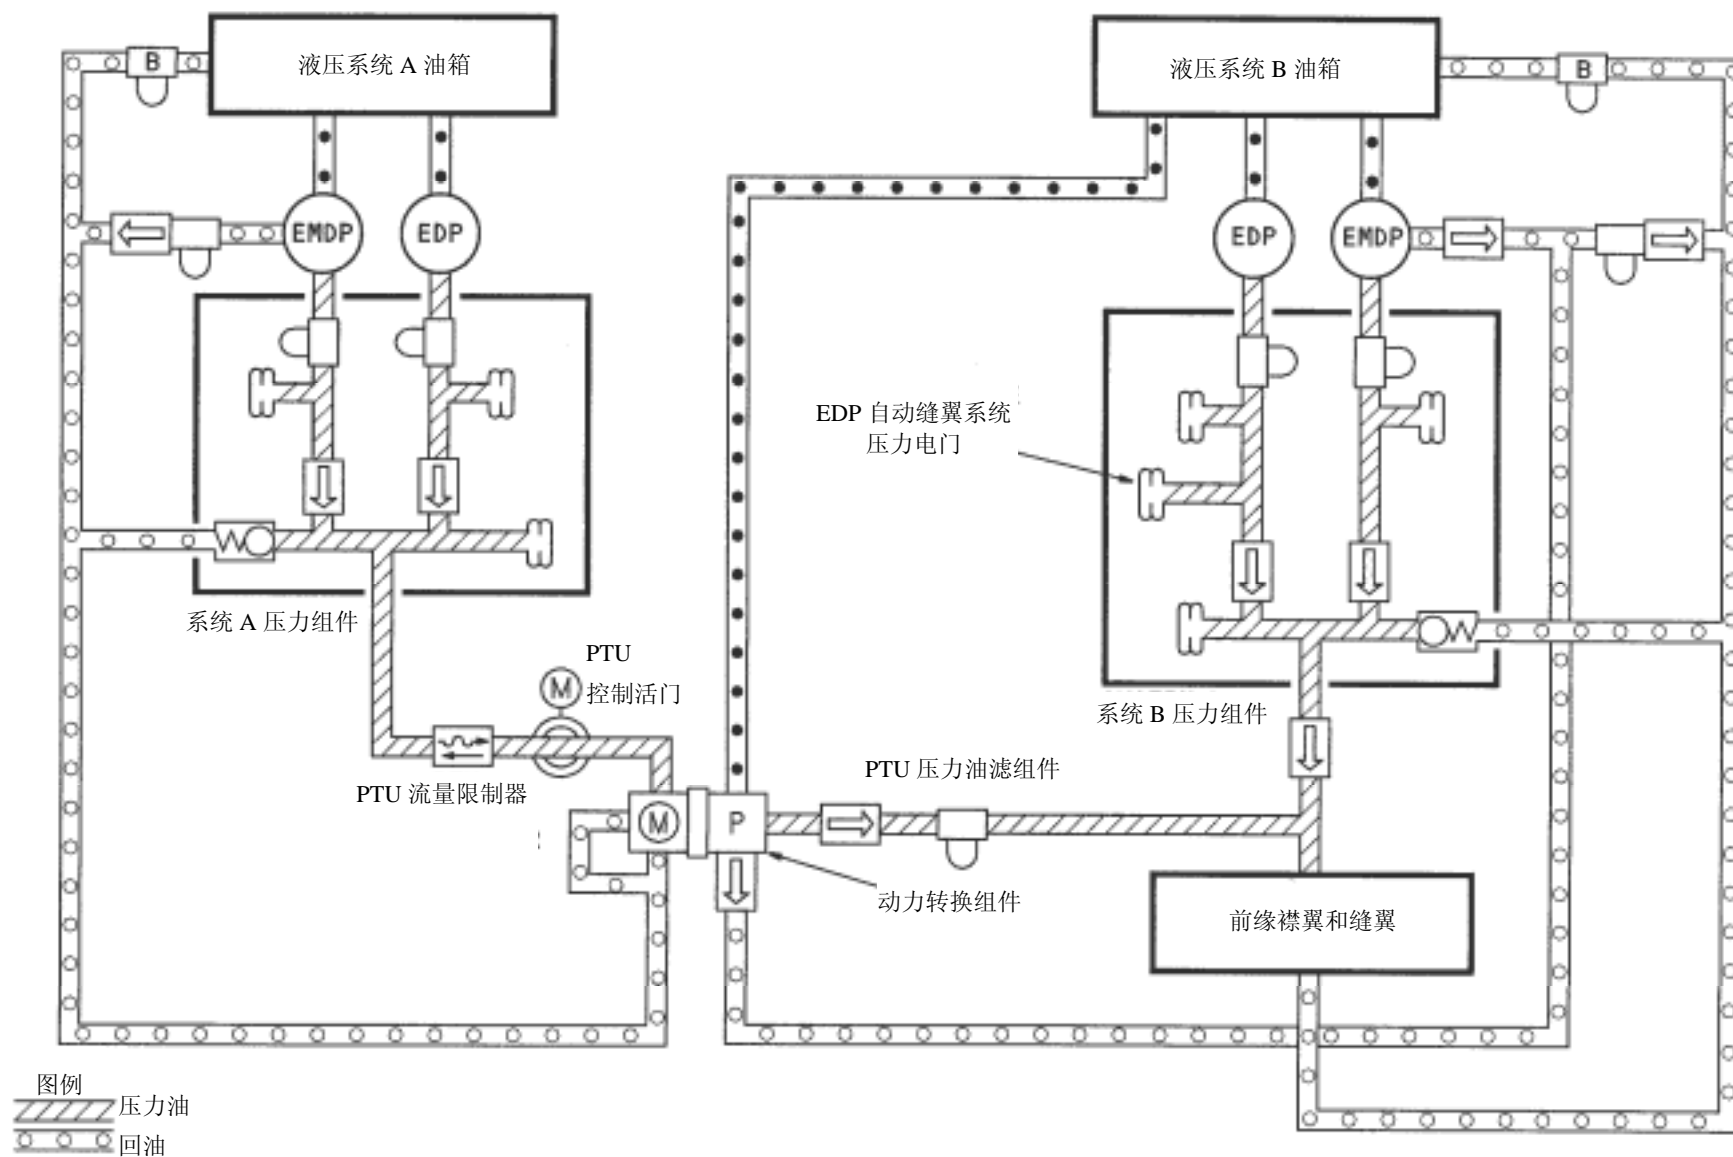 液压系统 A 油箱
液压系统 B 油箱
B
B
EMDP
EDP
EDP
EMDP
EDP 自动缝翼系统
压力电门
系统 A 压力组件
PTU
M
控制活门
系统 B 压力组件
PTU 流量限制器
PTU 压力油滤组件
M
P
动力转换组件
前缘襟翼和缝翼
图例
压力油
回油